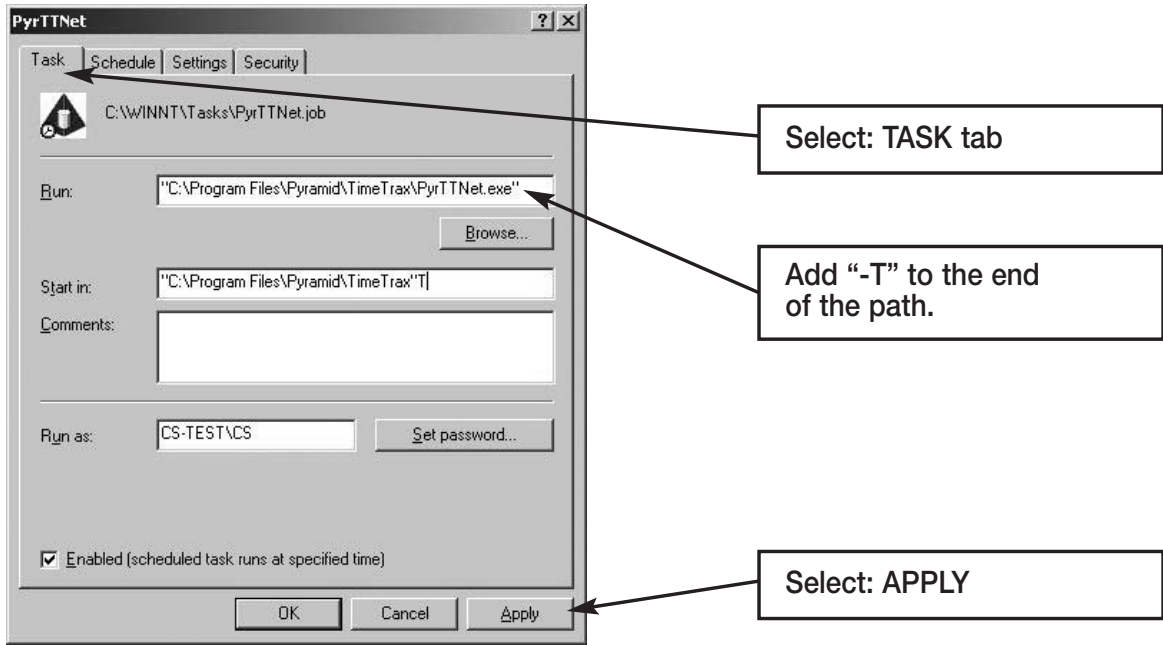 PyrTTNet
Task Schedule Settings Security
C:\WINNT\Tasks\PyrTTNet.job
Select: TASK tab
Run: "C:\Program Files\Pyramid\TimeTrax\PyrTTNet.exe"
Browse...
Add “-T” to the end
of the path.
Start in: "C:\Program Files\Pyramid\TimeTrax"T
Comments:
Run as: CS-TEST\CS Set password...
Enabled (scheduled task runs at specified time)
Select: APPLY
OK Cancel Apply